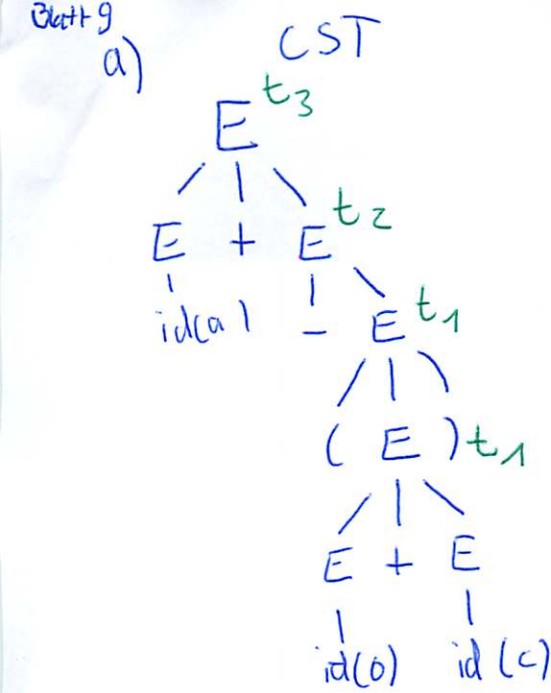 Blatt 9
a) CST
E t3
E + E t2
id(a) - E t1
( E ) t1
E + E
id(b) id(c)